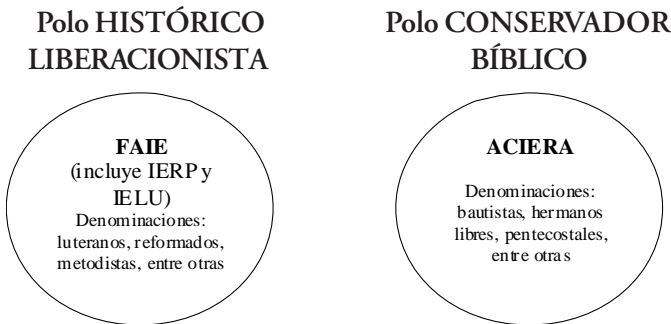 Polo HISTÓRICO
LIBERACIONISTA
FAIE
(incluye IERP y
IELU)
Denominaciones:
luteranos, reformados,
metodistas, entre otras
Polo CONSERVADOR
BÍBLICO
ACIERA
Denominaciones:
bautistas, hermanos
libres, pentecostales,
entre otras